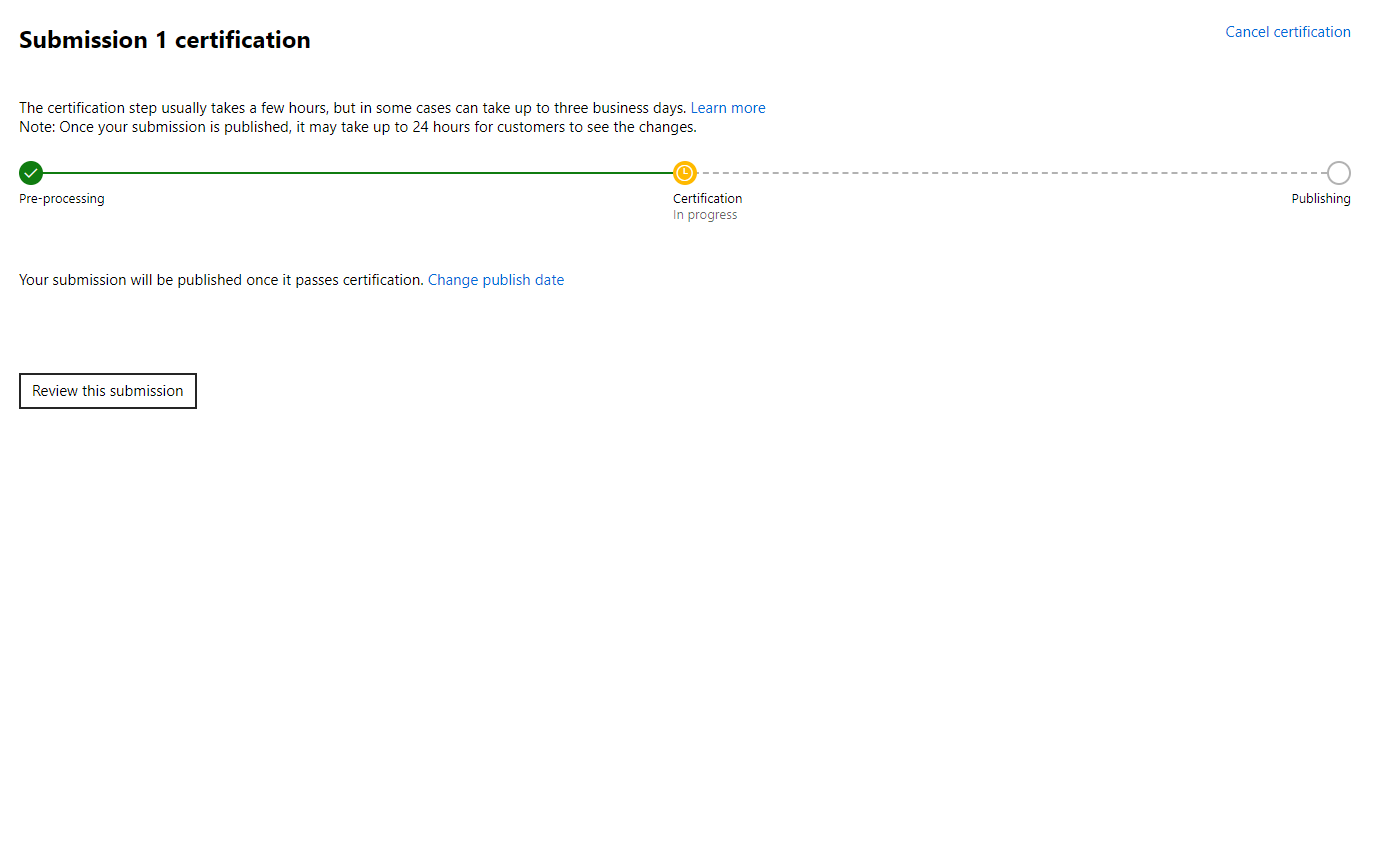 Submission 1 certification
Cancel certification
The certification step usually takes a few hours, but in some cases can take up to three business days. Learn more
Note: Once your submission is published, it may take up to 24 hours for customers to see the changes.
Pre-processing
Certification
In progress
Publishing
Your submission will be published once it passes certification. Change publish date
Review this submission